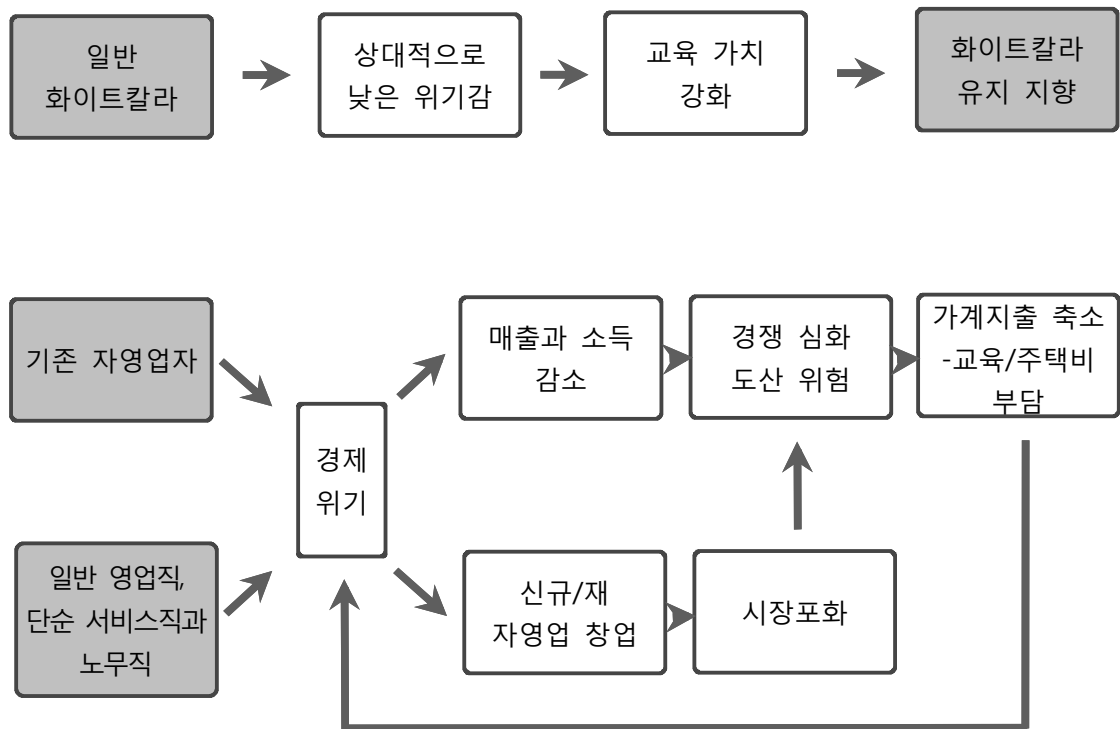 일반
화이트칼라
상대적으로
낮은 위기감
교육 가치
강화
화이트칼라
유지 지향
기존 자영업자
일반 영업직,
단순 서비스직과
노무직
경제
위기
매출과 소득
감소
경쟁 심화
도산 위험
가계지출 축소
-교육/주택비
부담
신규/재
자영업 창업
시장포화